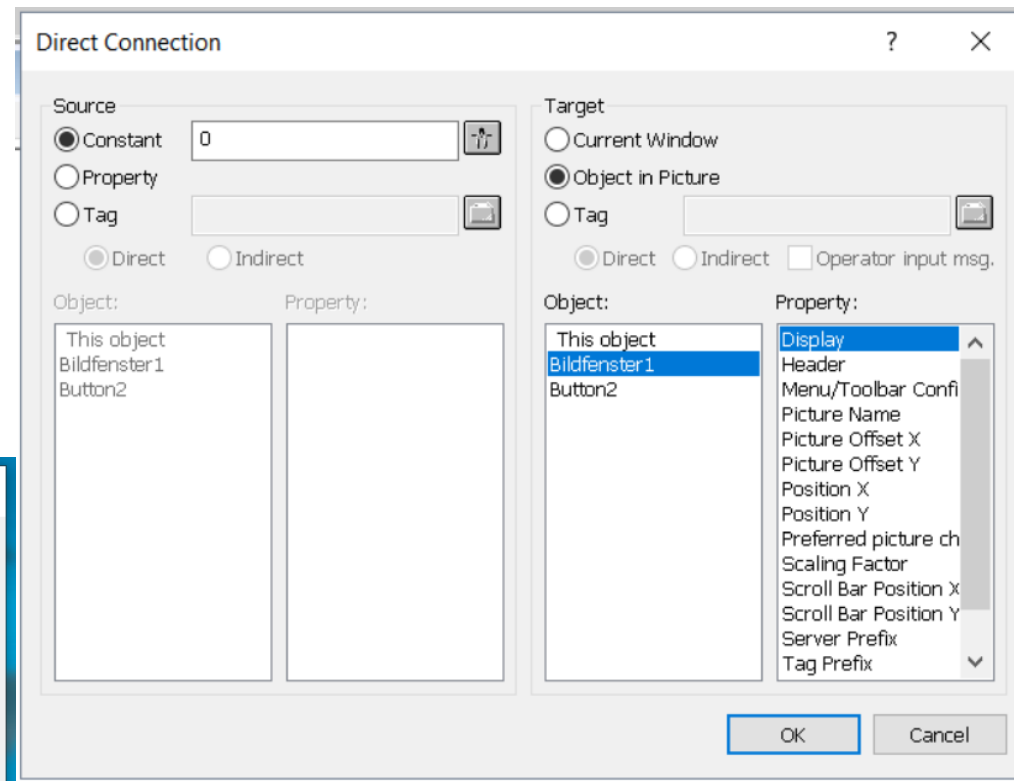 Direct Connection
?
Source
Constant
0
Property
Tag
Direct
Indirect
Object:
Property:
This object
Bildfenster1
Button2
Target
Current Window
Object in Picture
Tag
Direct
Indirect
Operator input msg.
Object:
Property:
This object
Bildfenster1
Button2
Display
Header
Menu/Toolbar Confi
Picture Name
Picture Offset X
Picture Offset Y
Position X
Position Y
Preferred picture ch
Scaling Factor
Scroll Bar Position X
Scroll Bar Position Y
Server Prefix
Tag Prefix
OK
Cancel